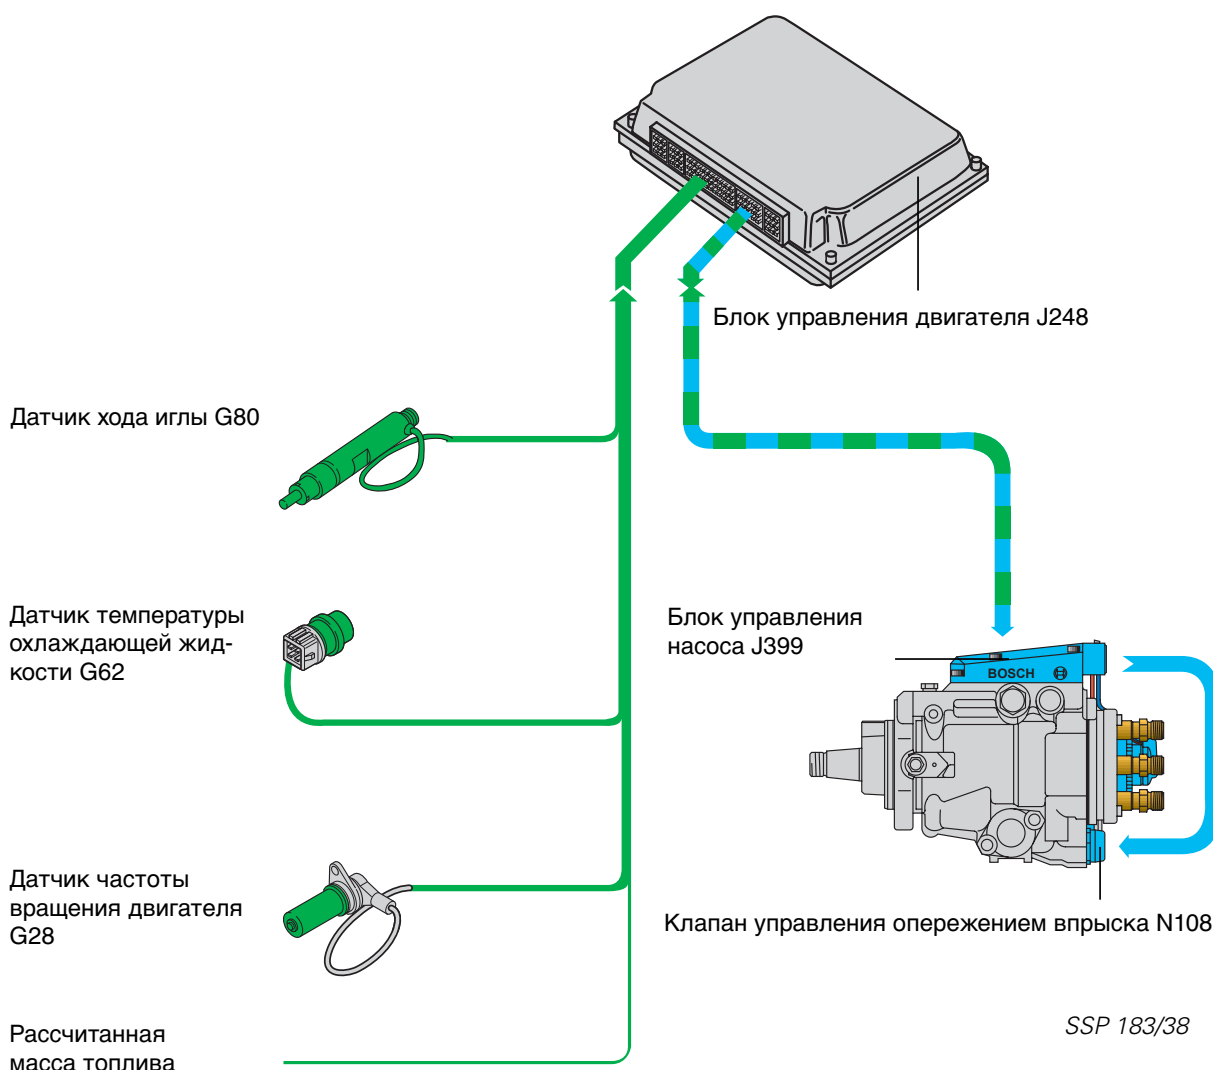 Блок управления двигателя J248
Датчик хода иглы G80
Датчик температуры
охлаждающей жид-
кости G62
Блок управления
насоса J399
BOSCH
Датчик частоты
вращения двигателя
G28
Клапан управления опережением впрыска N108
SSP 183/38
Рассчитанная
масса топлива